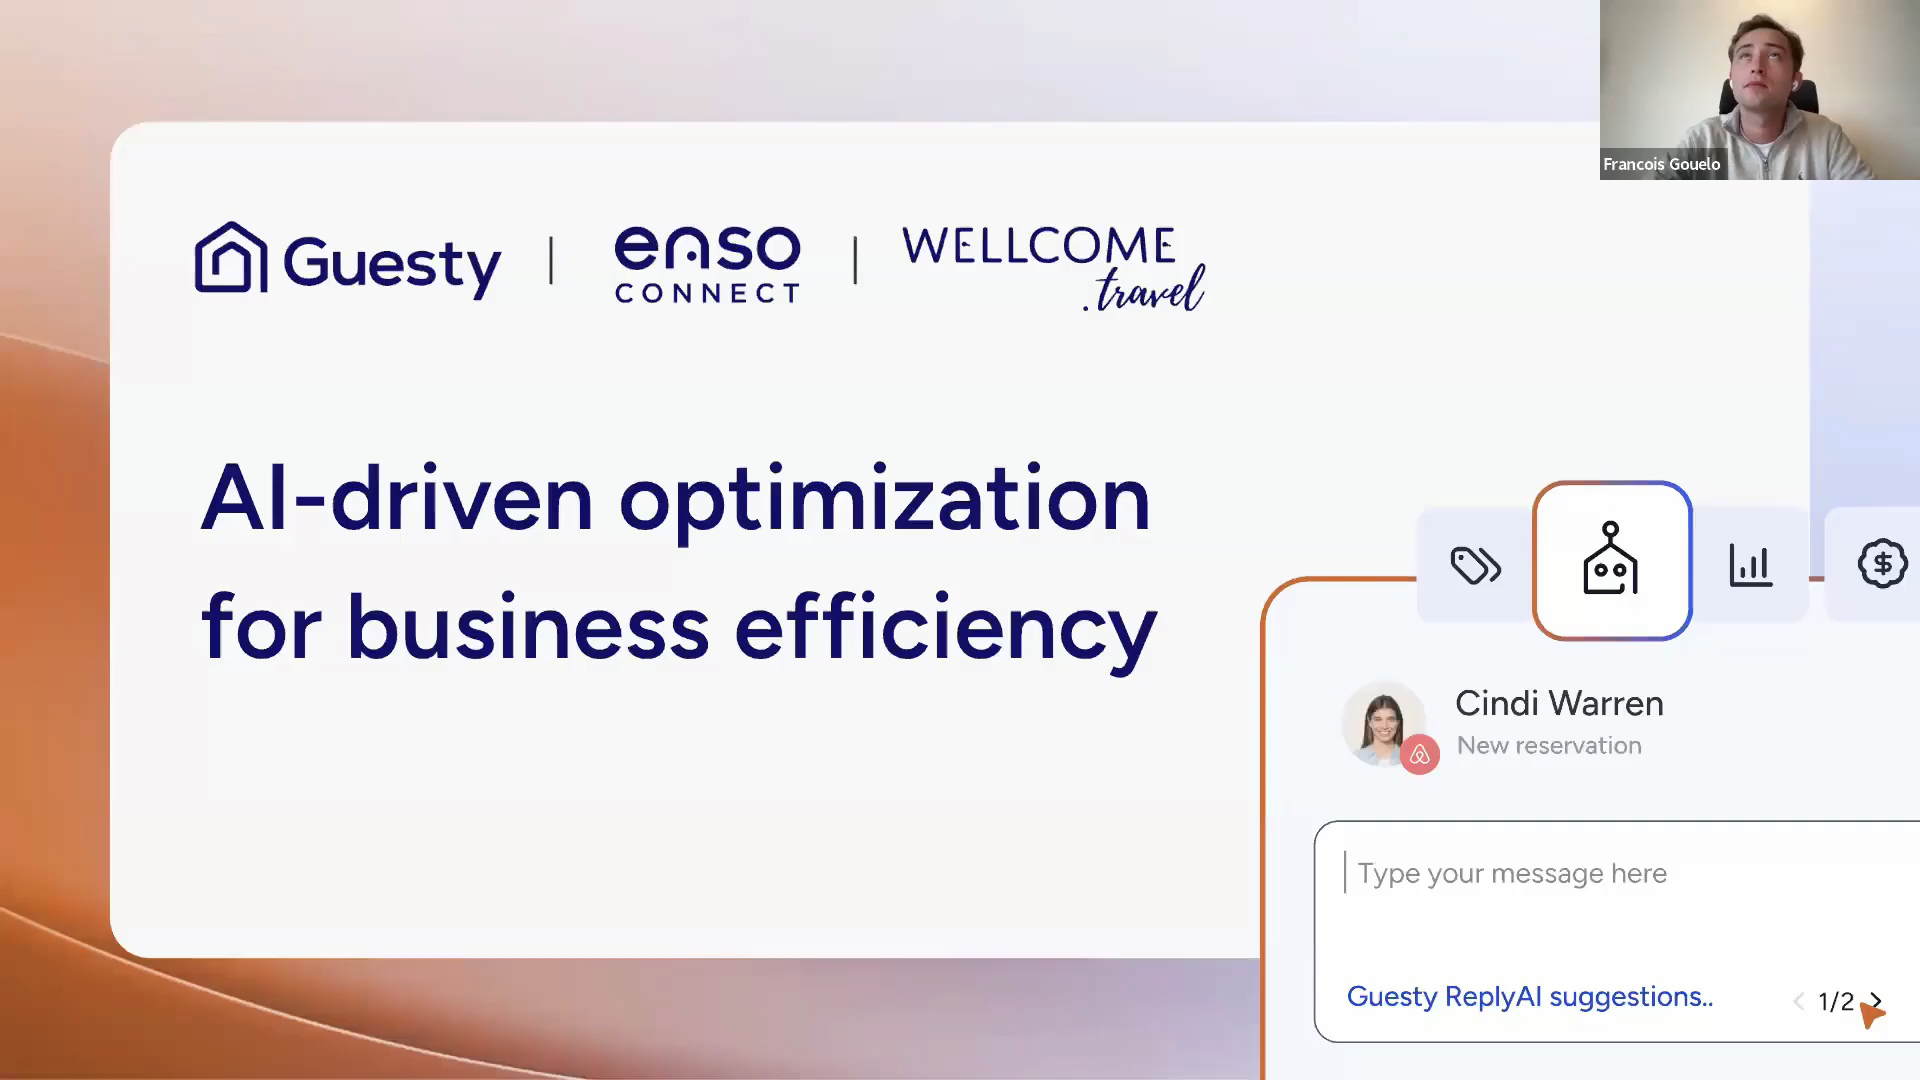 Francois Gouelo
Guesty
enso
CONNECT
WELLCOME
.travel
AI-driven optimization
for business efficiency
Cindi Warren
New reservation
Type your message here
Guesty ReplyAI suggestions..
1/2